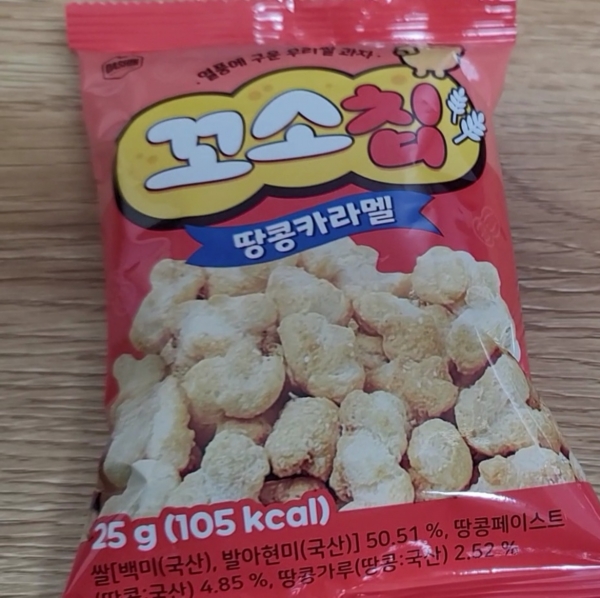 열풍에 구운 우리쌀 과자
꼬소칩
땅콩카라멜
25 g (105 kcal)
쌀[백미(국산), 발아현미(국산)] 50.51 %, 땅콩페이스트
(땅콩:국산) 4.85 %, 땅콩가루(땅콩:국산) 2.52 %